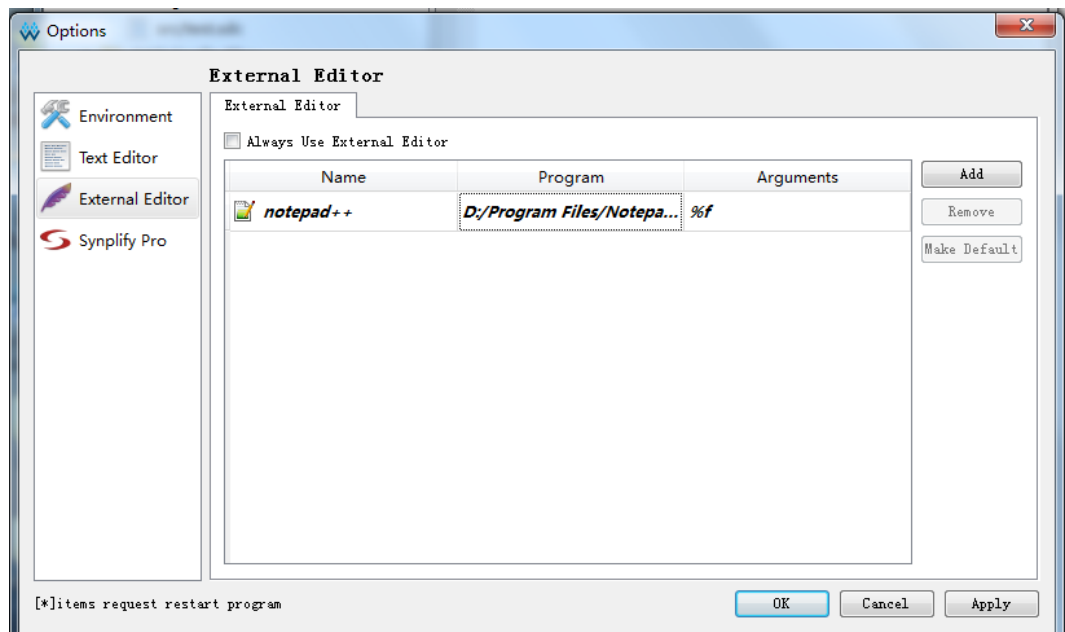 Options
External Editor
Environment
Text Editor
External Editor
Synplify Pro
External Editor
Always Use External Editor
Name Program Arguments
notepad++ D:/Program Files/Notepa... %f
Add
Remove
Make Default
[*]items request restart program
OK Cancel Apply